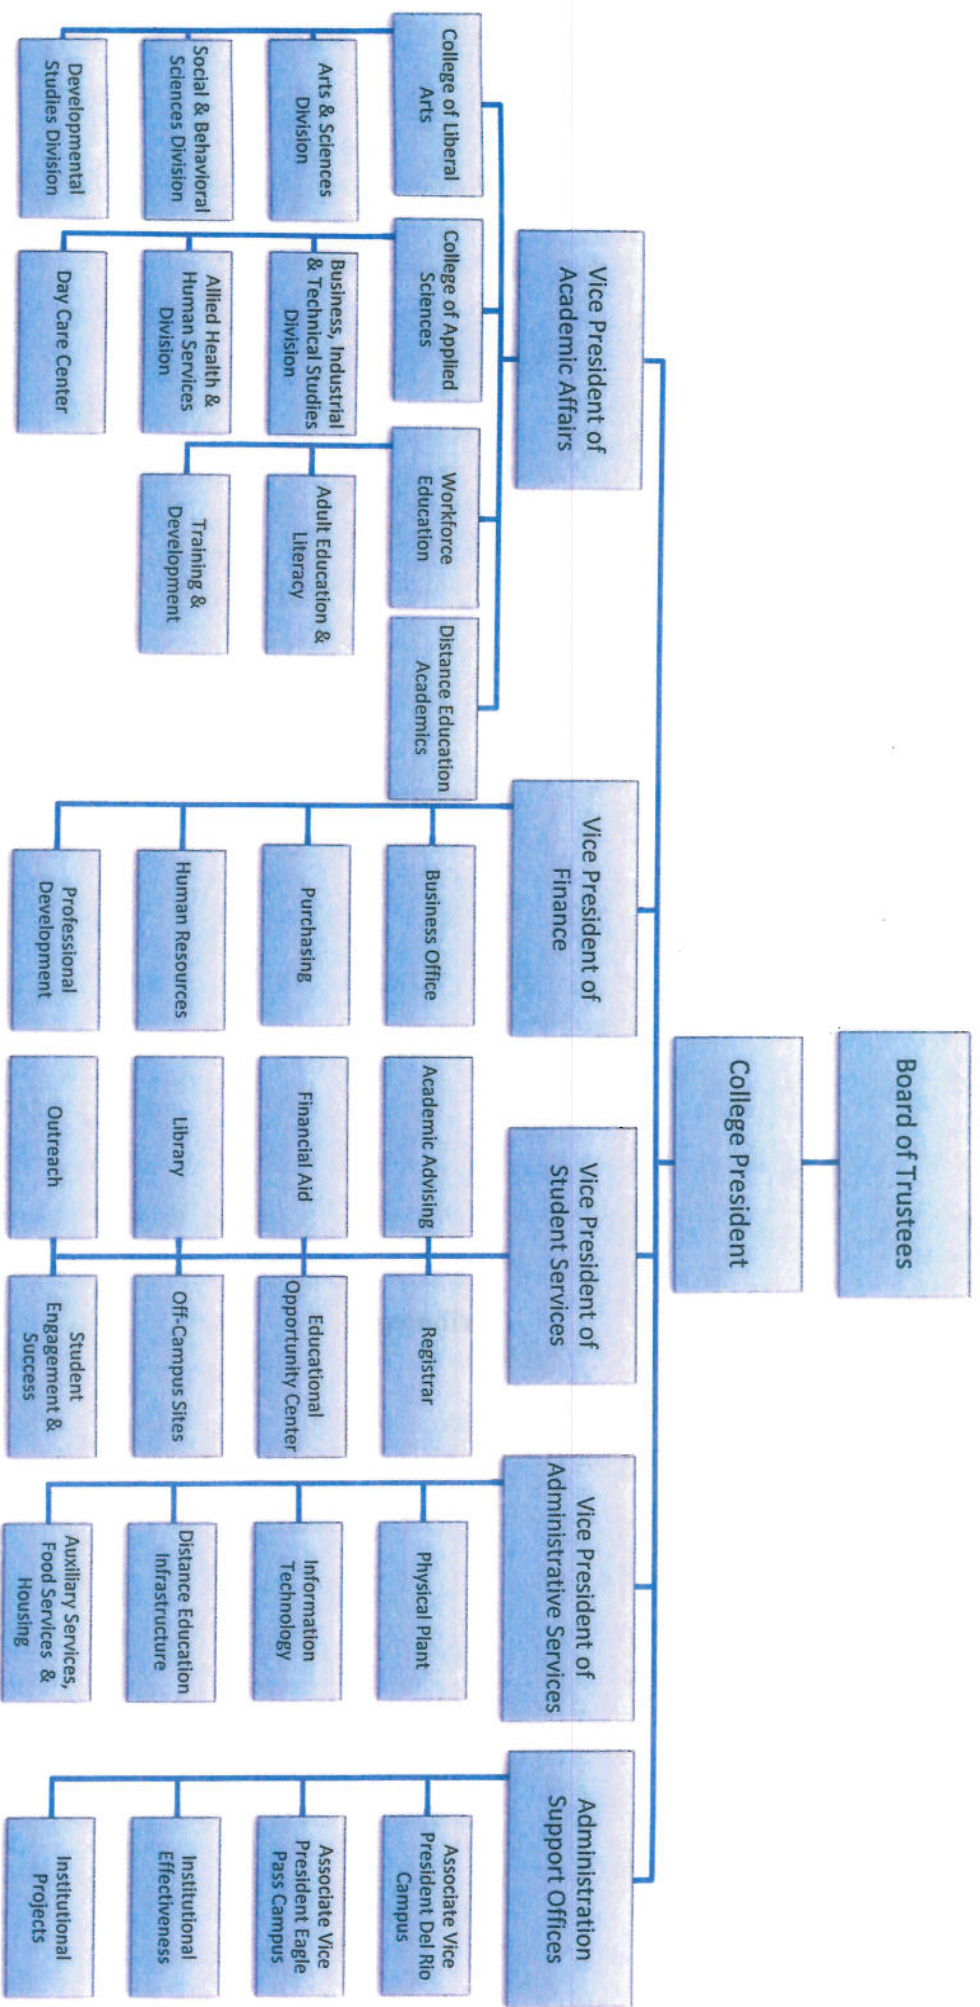 Board of Trustees
College President
Vice President of
Academic Affairs
Vice President of
Finance
Vice President of
Student Services
Vice President of
Administrative Services
Administration
Support Offices
College of Liberal
Arts
Arts & Sciences
Division
Social & Behavioral
Sciences Division
Developmental
Studies Division
College of Applied
Sciences
Business, Industrial
& Technical Studies
Division
Allied Health &
Human Services
Division
Day Care Center
Workforce
Education
Adult Education &
Literacy
Training &
Development
Distance Education
Academics
Business Office
Purchasing
Human Resources
Professional
Development
Academic Advising
Financial Aid
Library
Outreach
Registrar
Educational
Opportunity Center
Off-Campus Sites
Student
Engagement &
Success
Physical Plant
Information
Technology
Distance Education
Infrastructure
Auxiliary Services,
Food Services &
Housing
Associate Vice
President Del Rio
Campus
Associate Vice
President Eagle
Pass Campus
Institutional
Effectiveness
Institutional
Projects